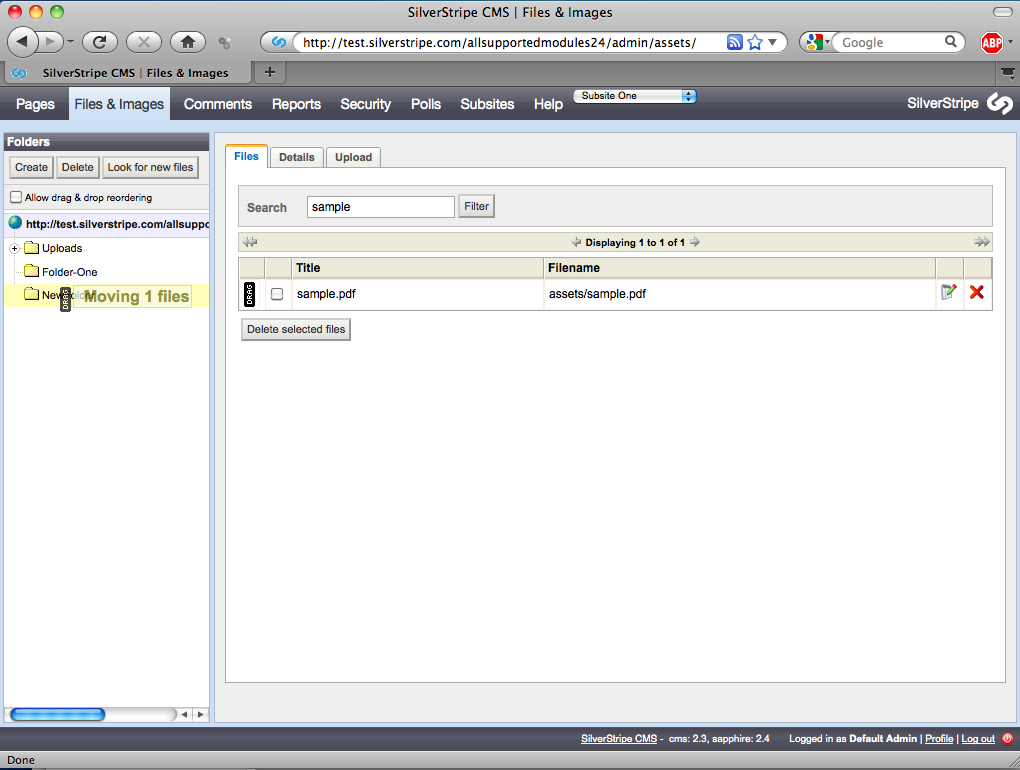 SilverStripe CMS | Files & Images
http://test.silverstripe.com/allsupportedmodules24/admin/assets/
Google
ABP
SilverStripe CMS | Files & Images
Pages Files & Images Comments Reports Security Polls Subsites Help Subsite One SilverStripe
Folders
Create Delete Look for new files
Allow drag & drop reordering
http://test.silverstripe.com/allsuppo
Uploads
Folder-One
DRAG Moving 1 files
Files Details Upload
Search sample Filter
Displaying 1 to 1 of 1
Title Filename
DRAG sample.pdf assets/sample.pdf
Delete selected files
SilverStripe CMS - cms: 2.3, sapphire: 2.4 Logged in as Default Admin | Profile | Log out
Done